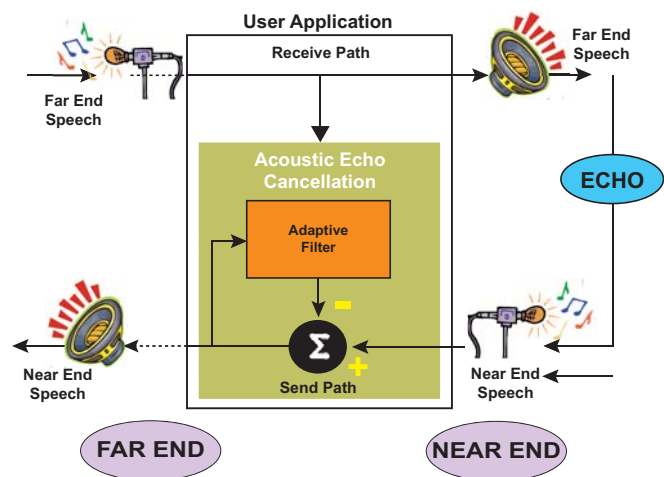 User Application
Receive Path
Far End
Speech
Far End
Speech
Acoustic Echo
Cancellation
ECHO
Adaptive
Filter
-
Σ
+
Near End
Speech
Send Path
Near End
Speech
FAR END
NEAR END